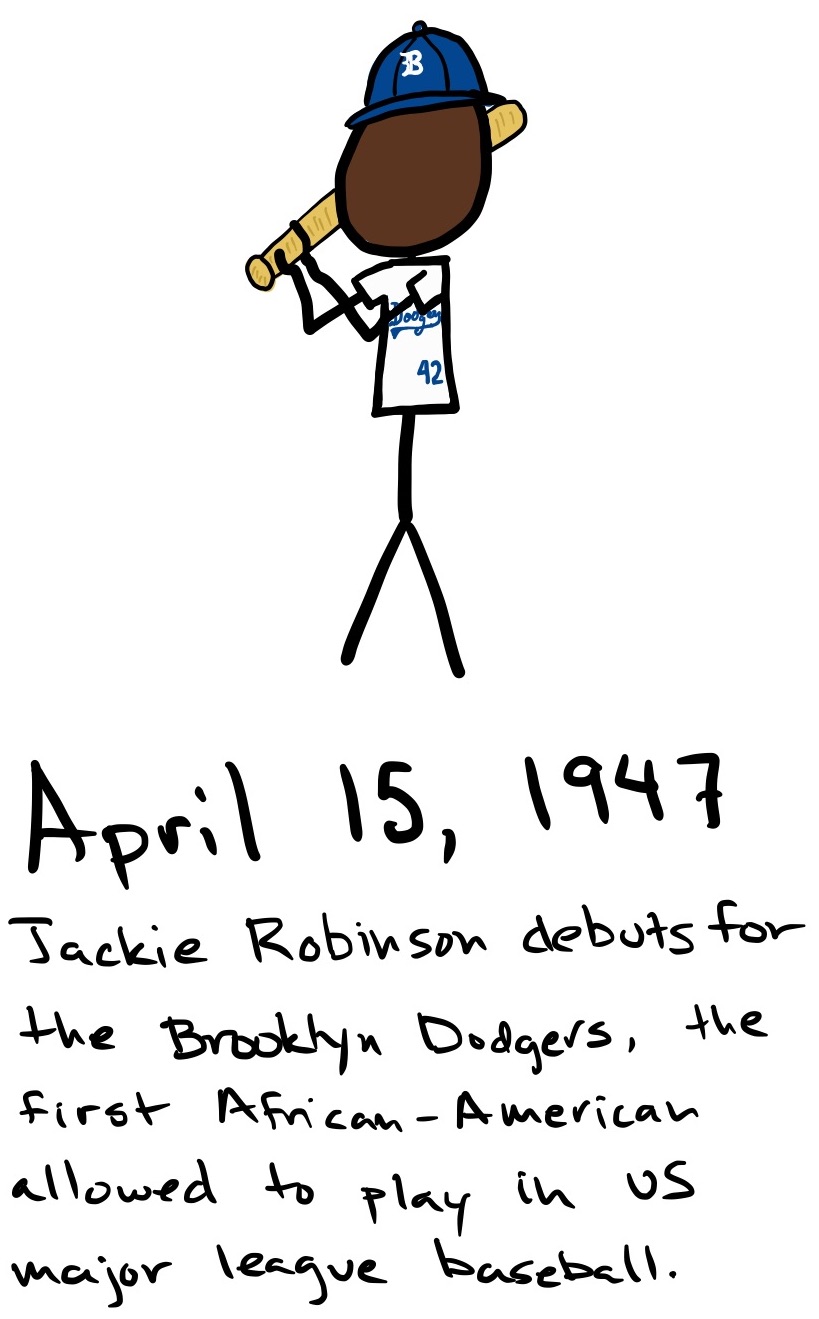 B
Dodgers
42
April 15, 1947
Jackie Robinson debuts for
the Brooklyn Dodgers, the
first African-American
allowed to play in US
major league baseball.